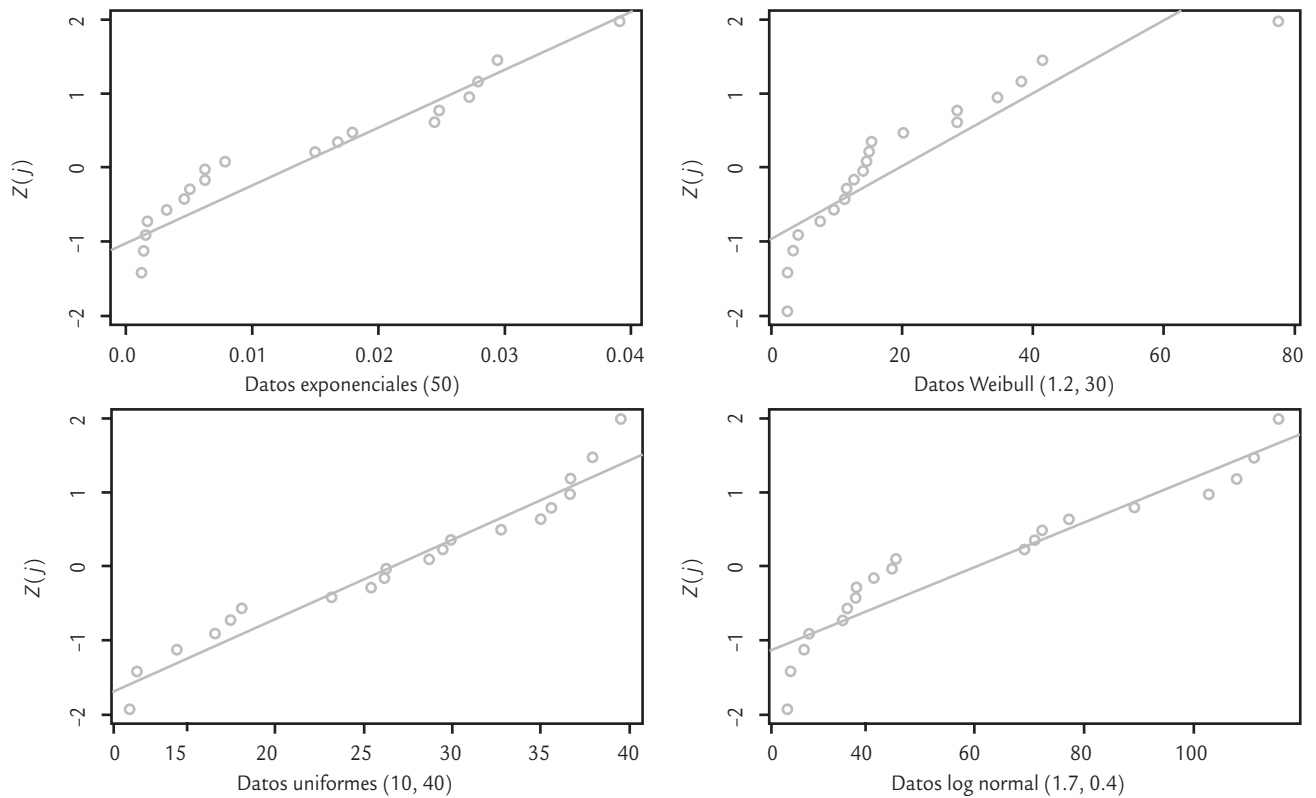 2
1
0
−1
−2
Z(j)
0.0 0.01 0.02 0.03 0.04
Datos exponenciales (50)
2
1
0
−1
−2
Z(j)
0 20 40 60 80
Datos Weibull (1.2, 30)
2
1
0
−1
−2
Z(j)
0 15 20 25 30 35 40
Datos uniformes (10, 40)
2
1
0
−1
−2
Z(j)
0 40 60 80 100
Datos log normal (1.7, 0.4)